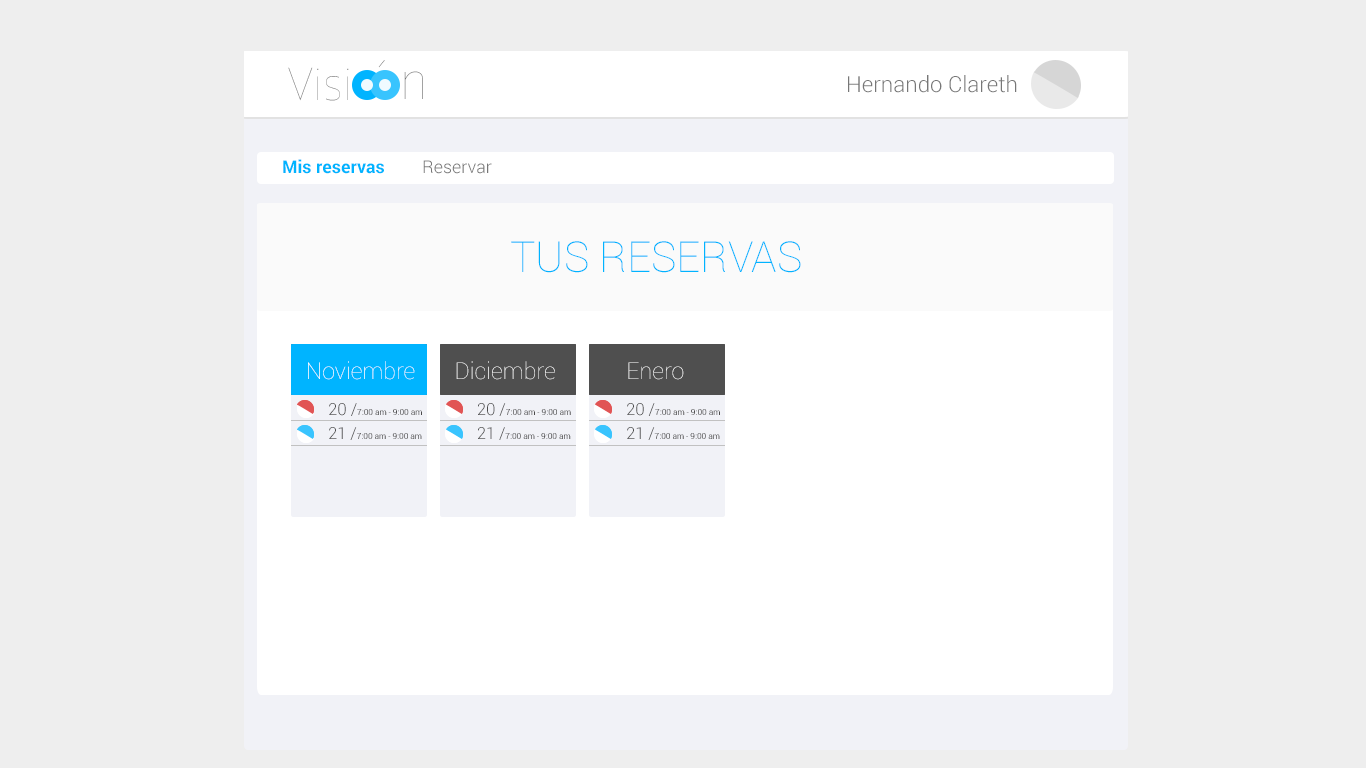 Visióón
Hernando Clareth
Mis reservas Reservar
TUS RESERVAS
Noviembre Diciembre Enero
20 /7:00 am - 9:00 am 20 /7:00 am - 9:00 am 20 /7:00 am - 9:00 am
21 /7:00 am - 9:00 am 21 /7:00 am - 9:00 am 21 /7:00 am - 9:00 am